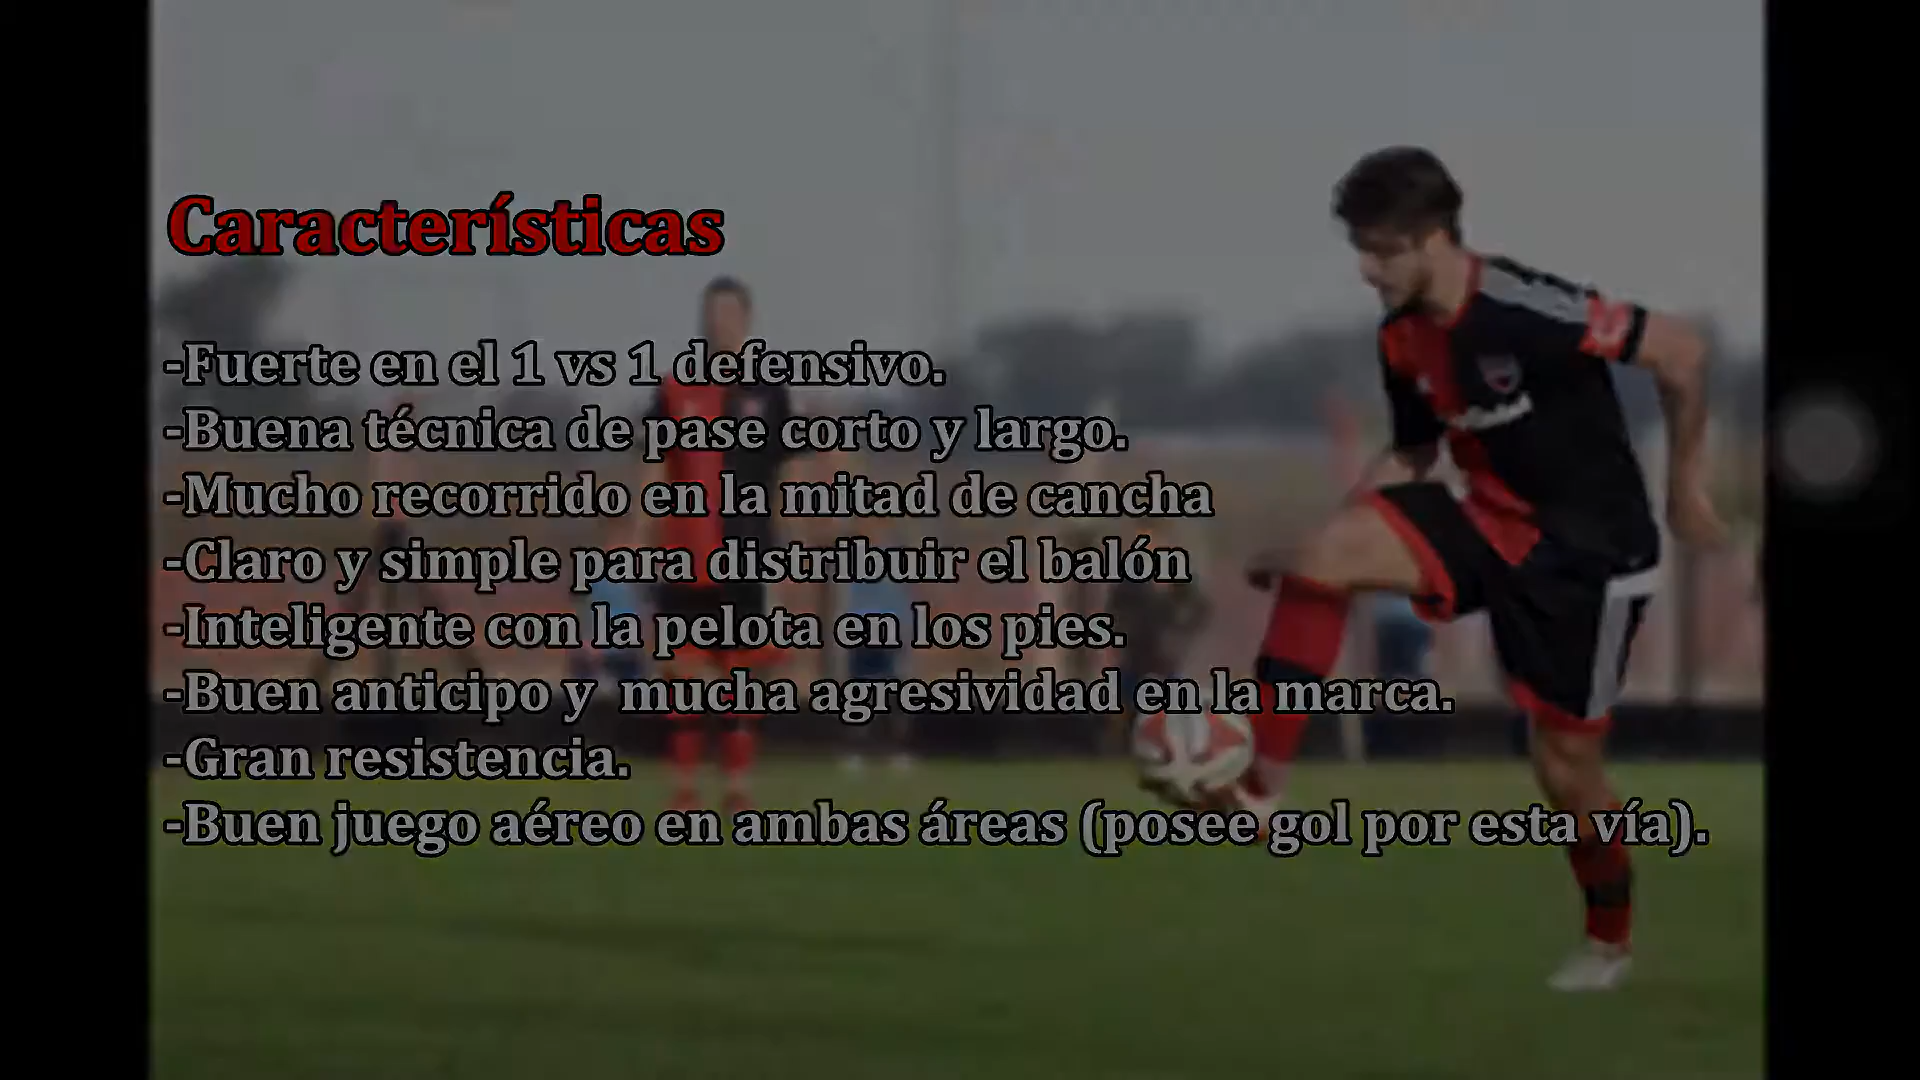 Características
-Fuerte en el 1 vs 1 defensivo.
-Buena técnica de pase corto y largo.
-Mucho recorrido en la mitad de cancha
-Claro y simple para distribuir el balón
-Inteligente con la pelota en los pies.
-Buen anticipo y  mucha agresividad en la marca.
-Gran resistencia.
-Buen juego aéreo en ambas áreas (posee gol por esta vía).